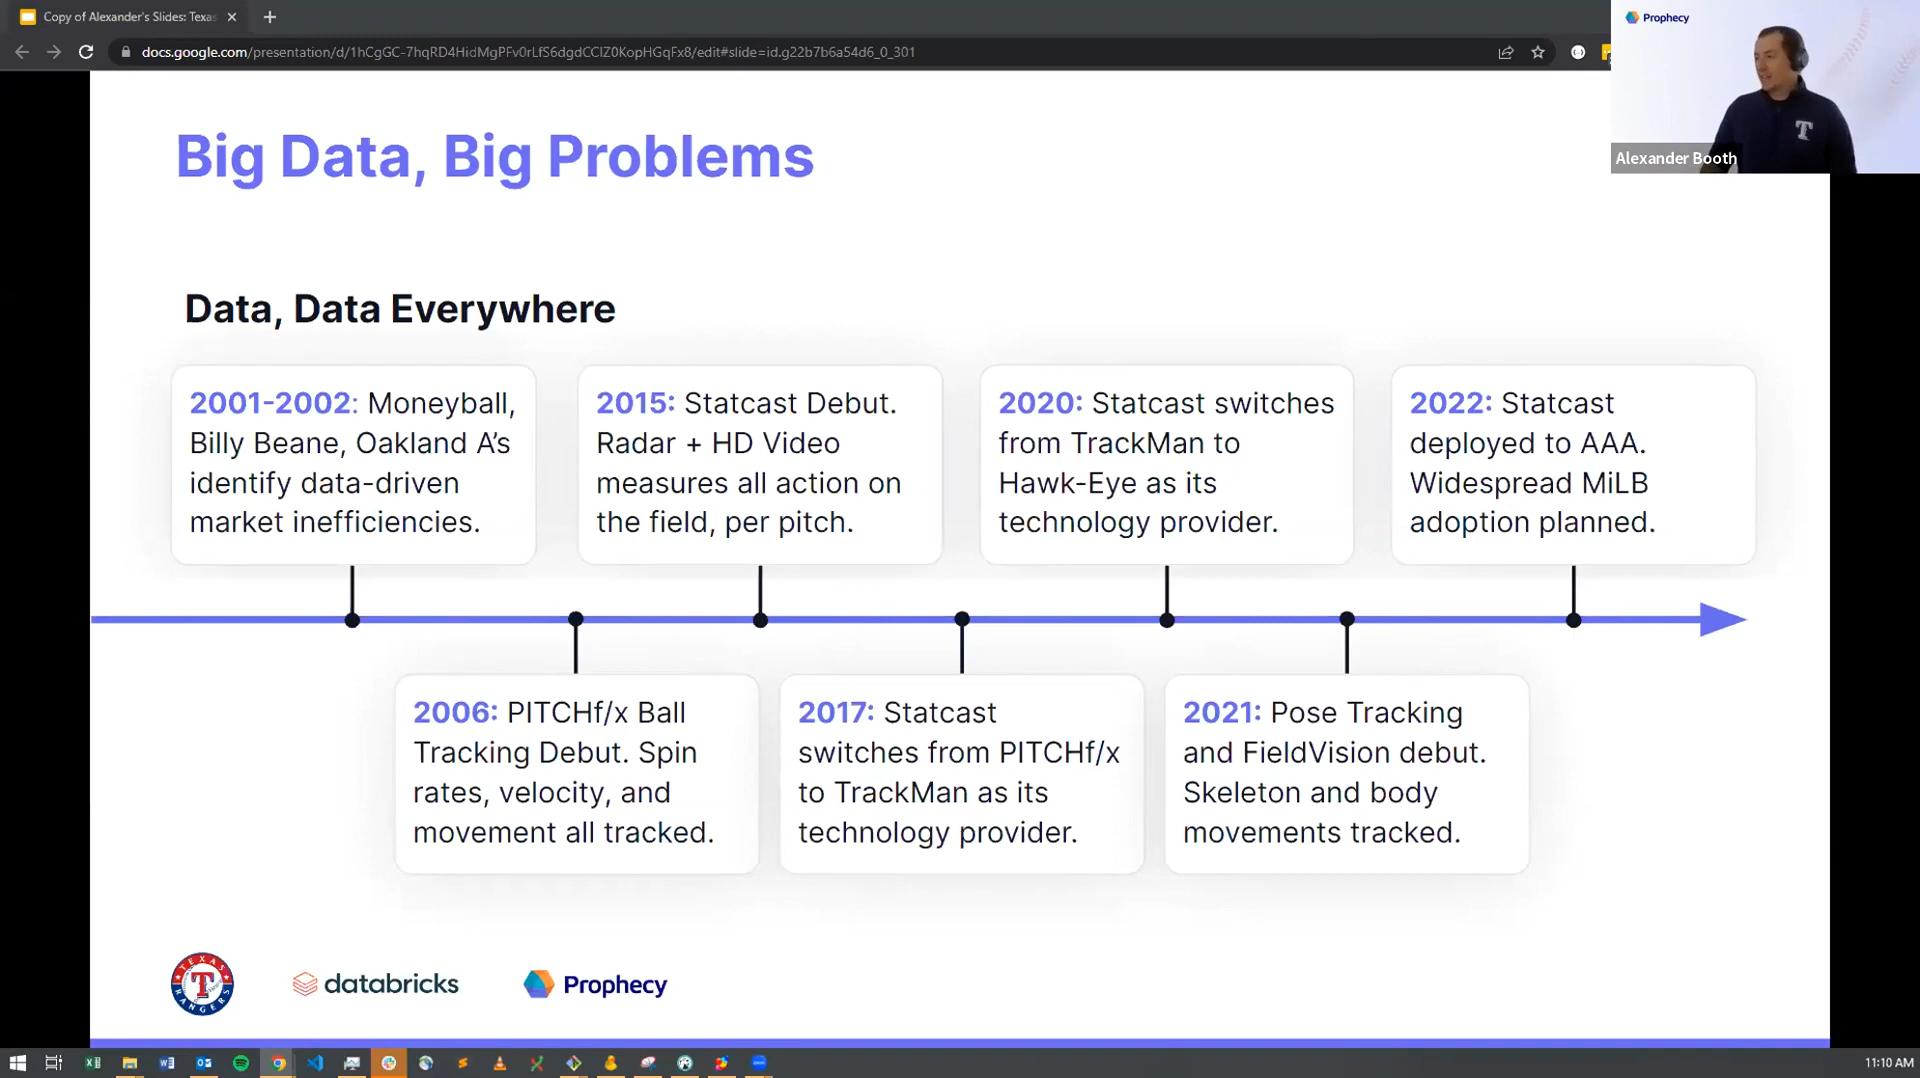 Copy of Alexander's Slides: Texas
docs.google.com/presentation/d/1hCgGC-7hqRD4HidMgPFv0rLfS6dgdCCIZ0KopHGqFx8/edit#slide=id.g22b7b6a54d6_0_301
Prophecy
T
Alexander Booth
Big Data, Big Problems
Data, Data Everywhere
2001-2002: Moneyball,
Billy Beane, Oakland A’s
identify data-driven
market inefficiencies.
2015: Statcast Debut.
Radar + HD Video
measures all action on
the field, per pitch.
2020: Statcast switches
from TrackMan to
Hawk-Eye as its
technology provider.
2022: Statcast
deployed to AAA.
Widespread MiLB
adoption planned.
2006: PITCHf/x Ball
Tracking Debut. Spin
rates, velocity, and
movement all tracked.
2017: Statcast
switches from PITCHf/x
to TrackMan as its
technology provider.
2021: Pose Tracking
and FieldVision debut.
Skeleton and body
movements tracked.
TEXAS
T
RANGERS
databricks
Prophecy
11:10 AM